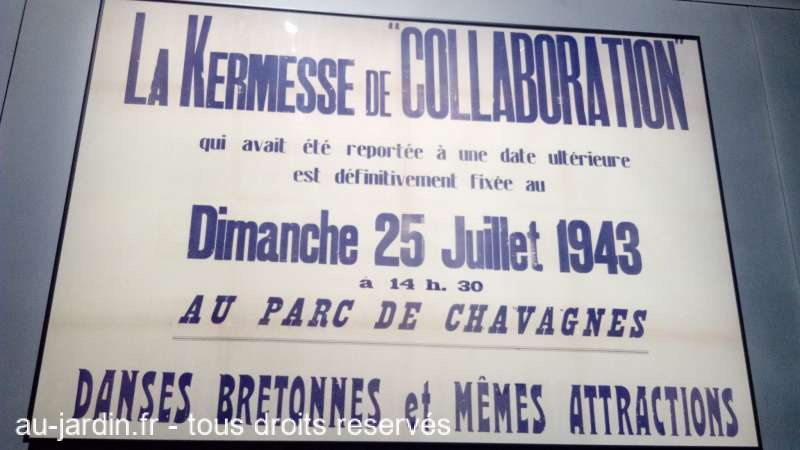 LA KERMESSE DE "COLLABORATION"
qui avait été reportée à une date ultérieure
est définitivement fixée au
Dimanche 25 Juillet 1943
à 14 h. 30
AU PARC DE CHAVAGNES
DANSES BRETONNES et MÊMES ATTRACTIONS
au-jardin.fr - tous droits reservés